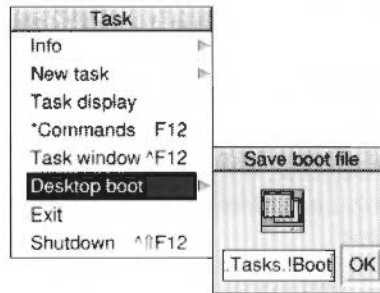 Task
Info
New task
Task display
*Commands F12
Task window ^F12
Desktop boot
Exit
Shutdown ^⇑F12
Save boot file
.Tasks.!Boot OK